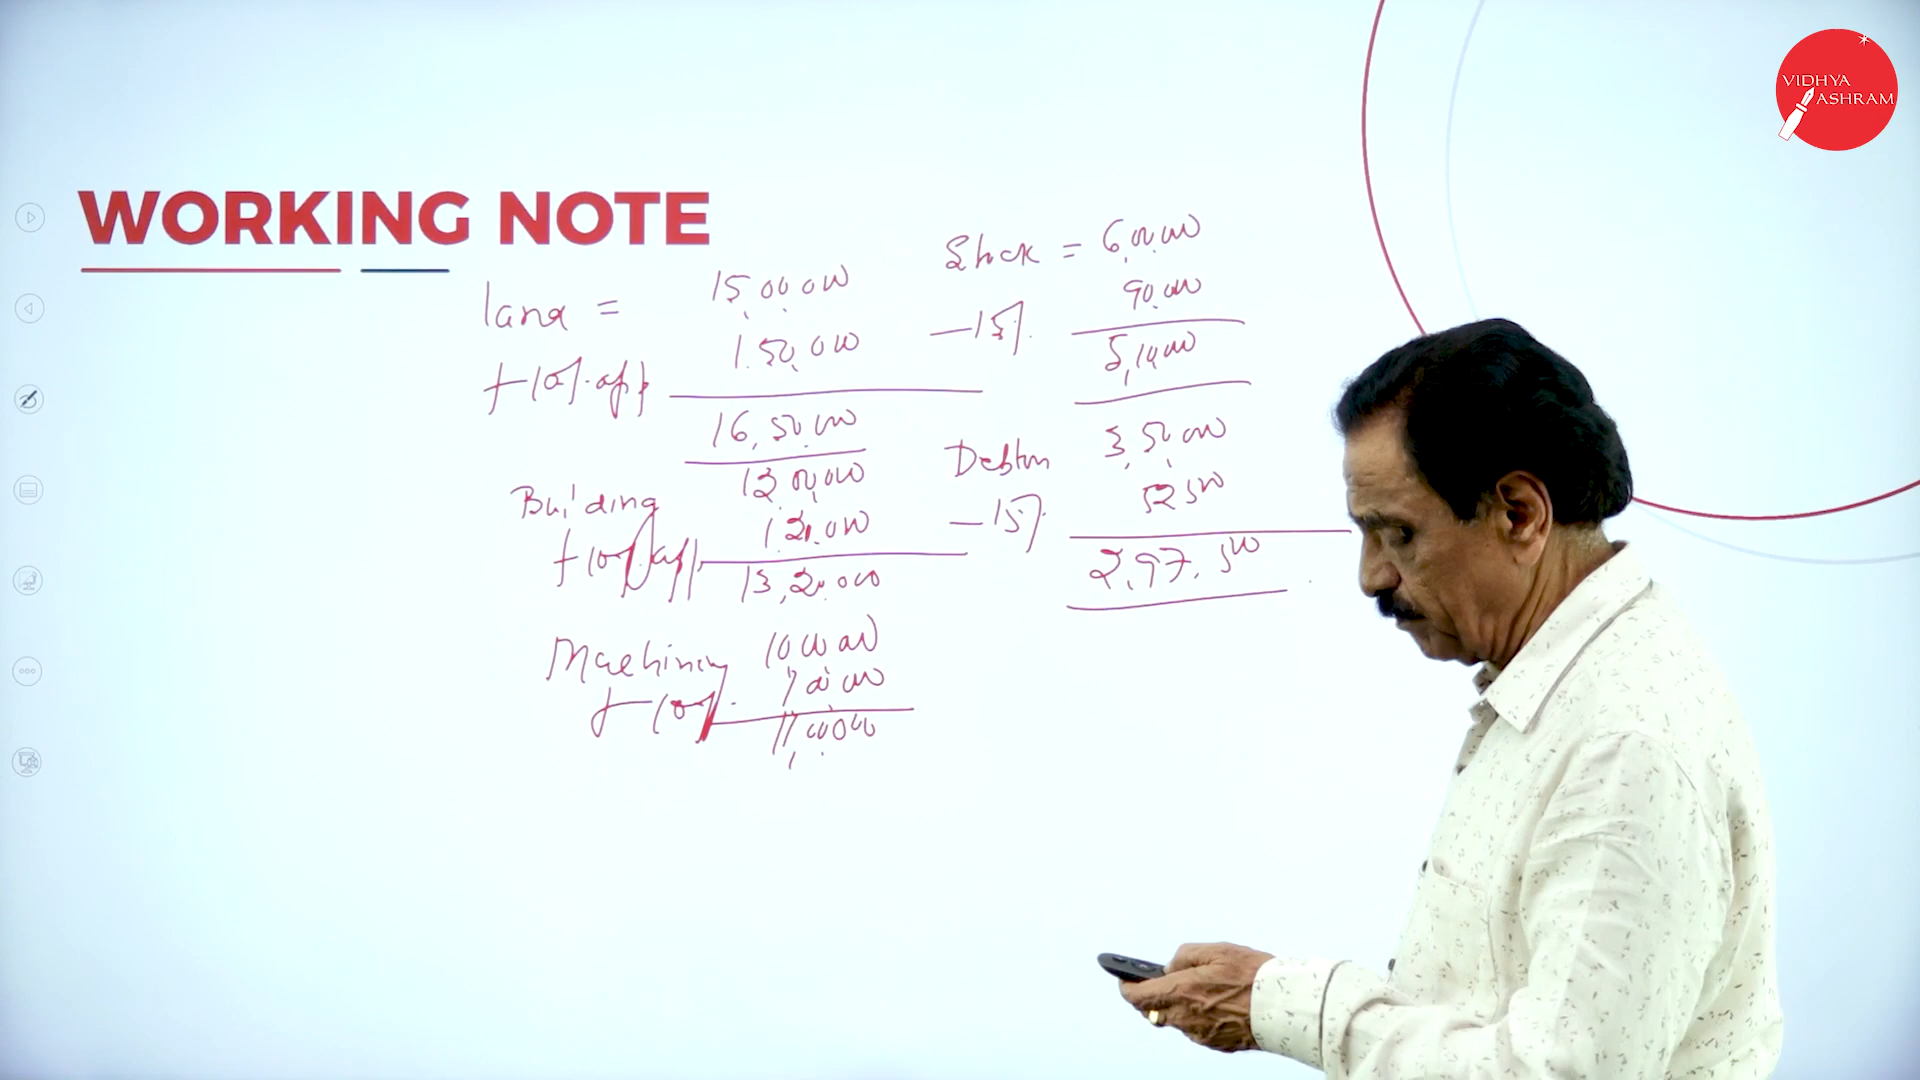 VIDHYA
ASHRAM
WORKING NOTE
Land = 15,00,000
+10% app 1,50,000
16,50,000
Building 12,00,000
+10% app 1,20,000
13,20,000
Machinery 10,00,000
+10% 1,00,000
11,00,000
Stock = 6,00,000
-15% 90,000
5,10,000
Debtors 3,50,000
-15% 52,500
2,97,500